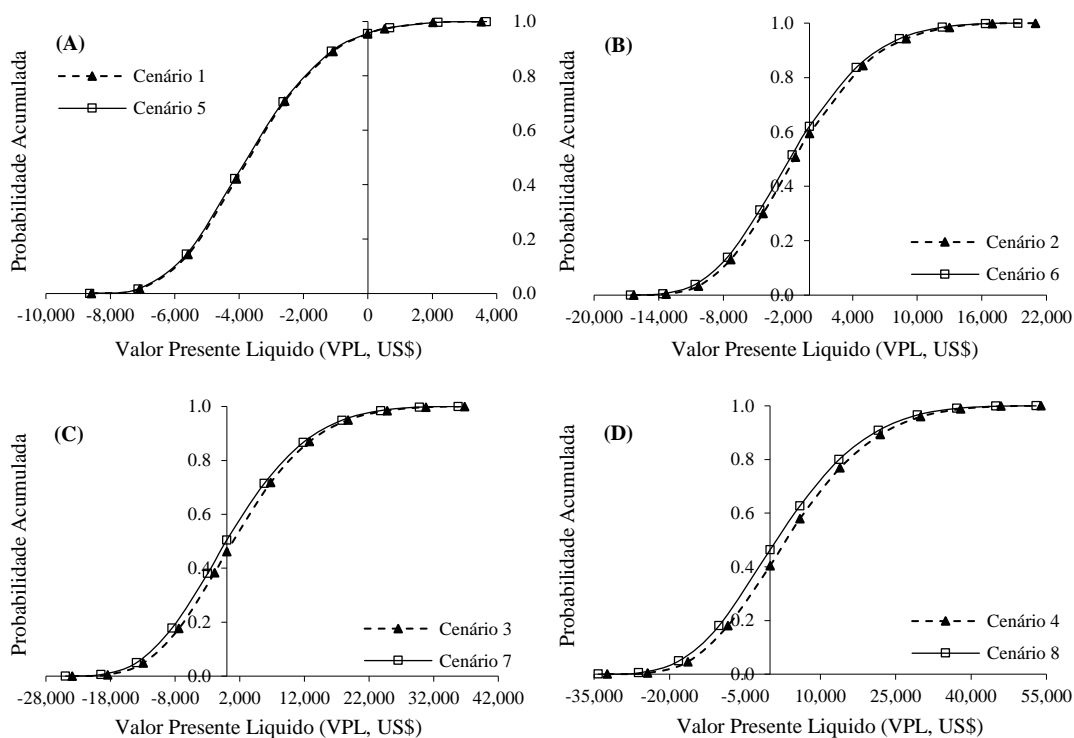 (A)
Cenário 1
Cenário 5
Probabilidade Acumulada
1.0
0.8
0.6
0.4
0.2
0.0
-10,000 -8,000 -6,000 -4,000 -2,000 0 2,000 4,000
Valor Presente Liquido (VPL, US$)
(B)
Cenário 2
Cenário 6
Probabilidade Acumulada
1.0
0.8
0.6
0.4
0.2
0.0
-20,000 -14,000 -8,000 -2,000 4,000 10,000 16,000 22,000
Valor Presente Liquido (VPL, US$)
(C)
Cenário 3
Cenário 7
Probabilidade Acumulada
1.0
0.8
0.6
0.4
0.2
0.0
-28,000 -18,000 -8,000 2,000 12,000 22,000 32,000 42,000
Valor Presente Liquido (VPL, US$)
(D)
Cenário 4
Cenário 8
Probabilidade Acumulada
1.0
0.8
0.6
0.4
0.2
0.0
-35,000 -25,000 -15,000 -5,000 10,000 25,000 40,000 55,000